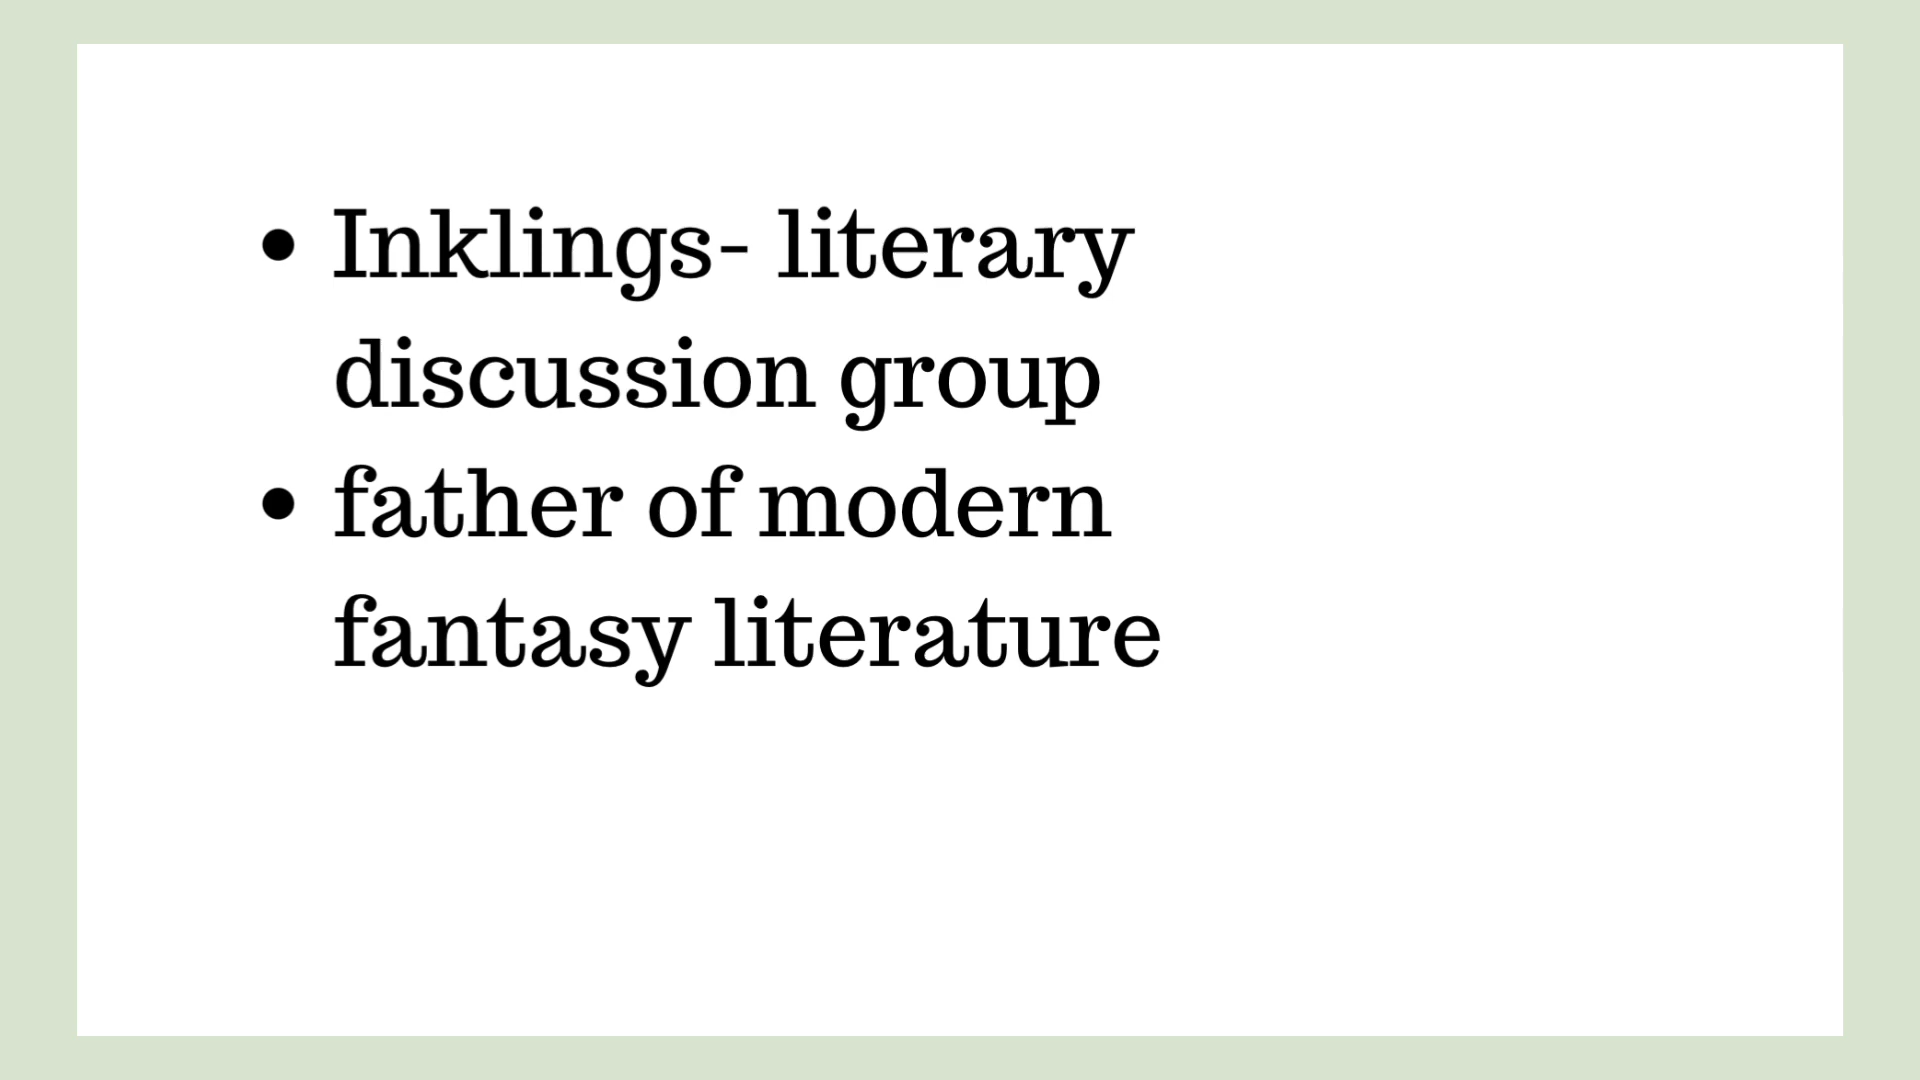 • Inklings- literary
discussion group
• father of modern
fantasy literature